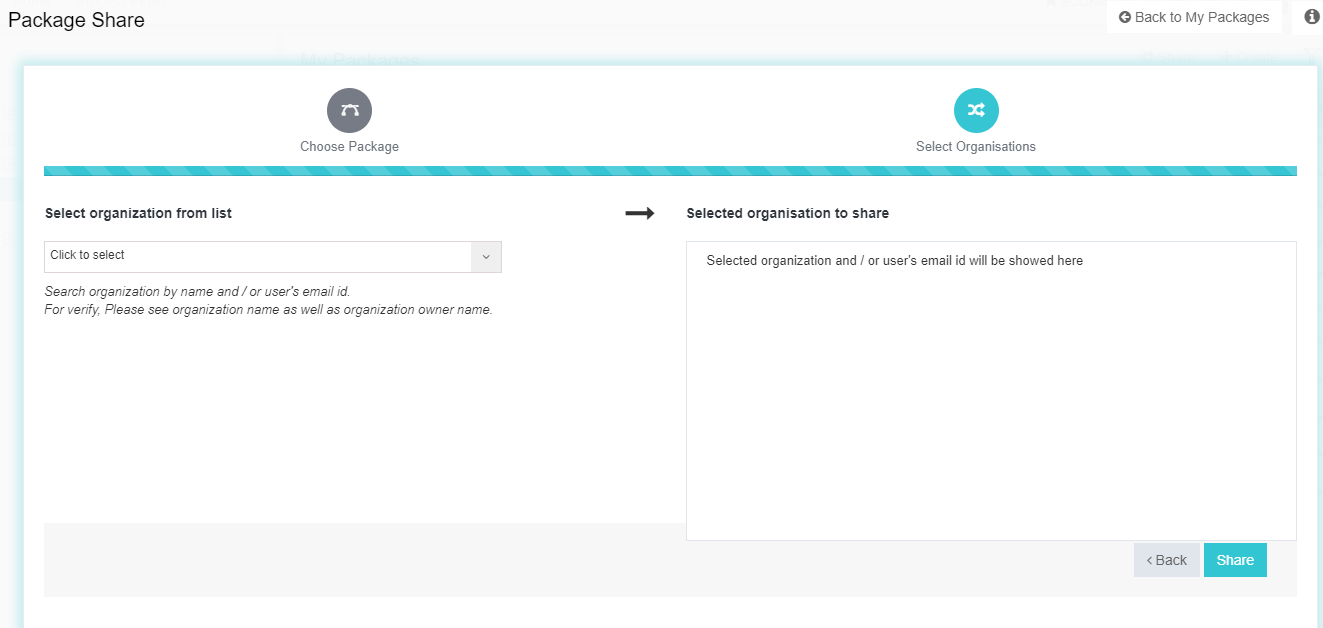 Package Share
Back to My Packages
My Packages
Choose Package
Select Organisations
Select organization from list
Selected organisation to share
Click to select
Selected organization and / or user's email id will be showed here
Search organization by name and / or user's email id.
For verify, Please see organization name as well as organization owner name.
Back
Share